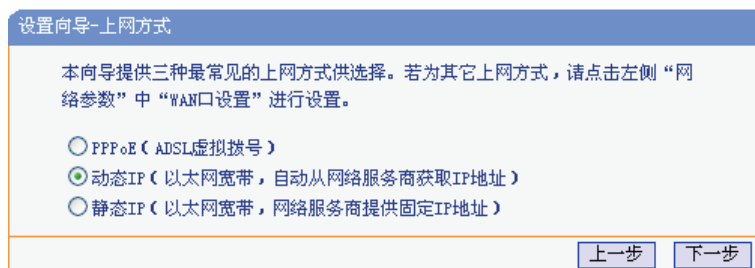 设置向导-上网方式
本向导提供三种最常见的上网方式供选择。若为其它上网方式，请点击左侧“网
络参数”中“WAN口设置”进行设置。
PPPoE（ADSL虚拟拨号）
动态IP（以太网宽带，自动从网络服务商获取IP地址）
静态IP（以太网宽带，网络服务商提供固定IP地址）
上一步 下一步